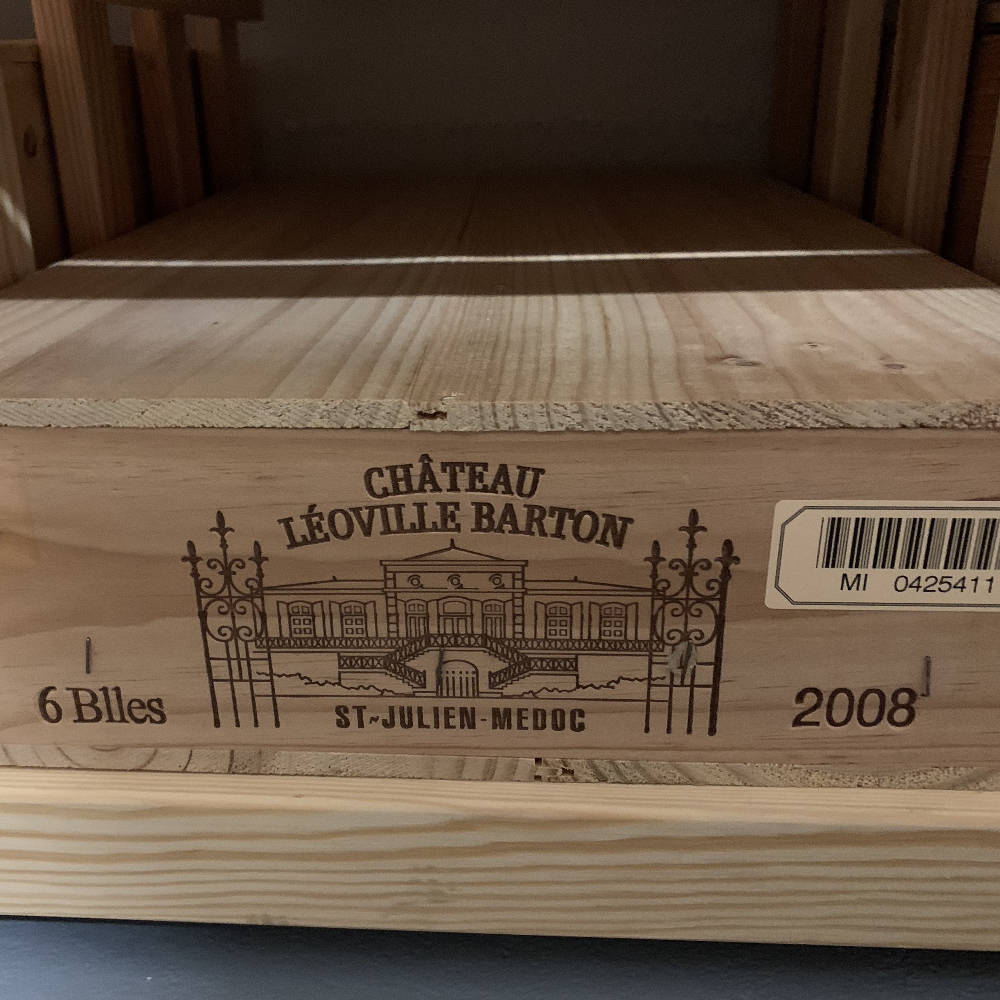 CHÂTEAU
LÉOVILLE BARTON
MI 0425411
6 Blles
ST~JULIEN-MEDOC
2008